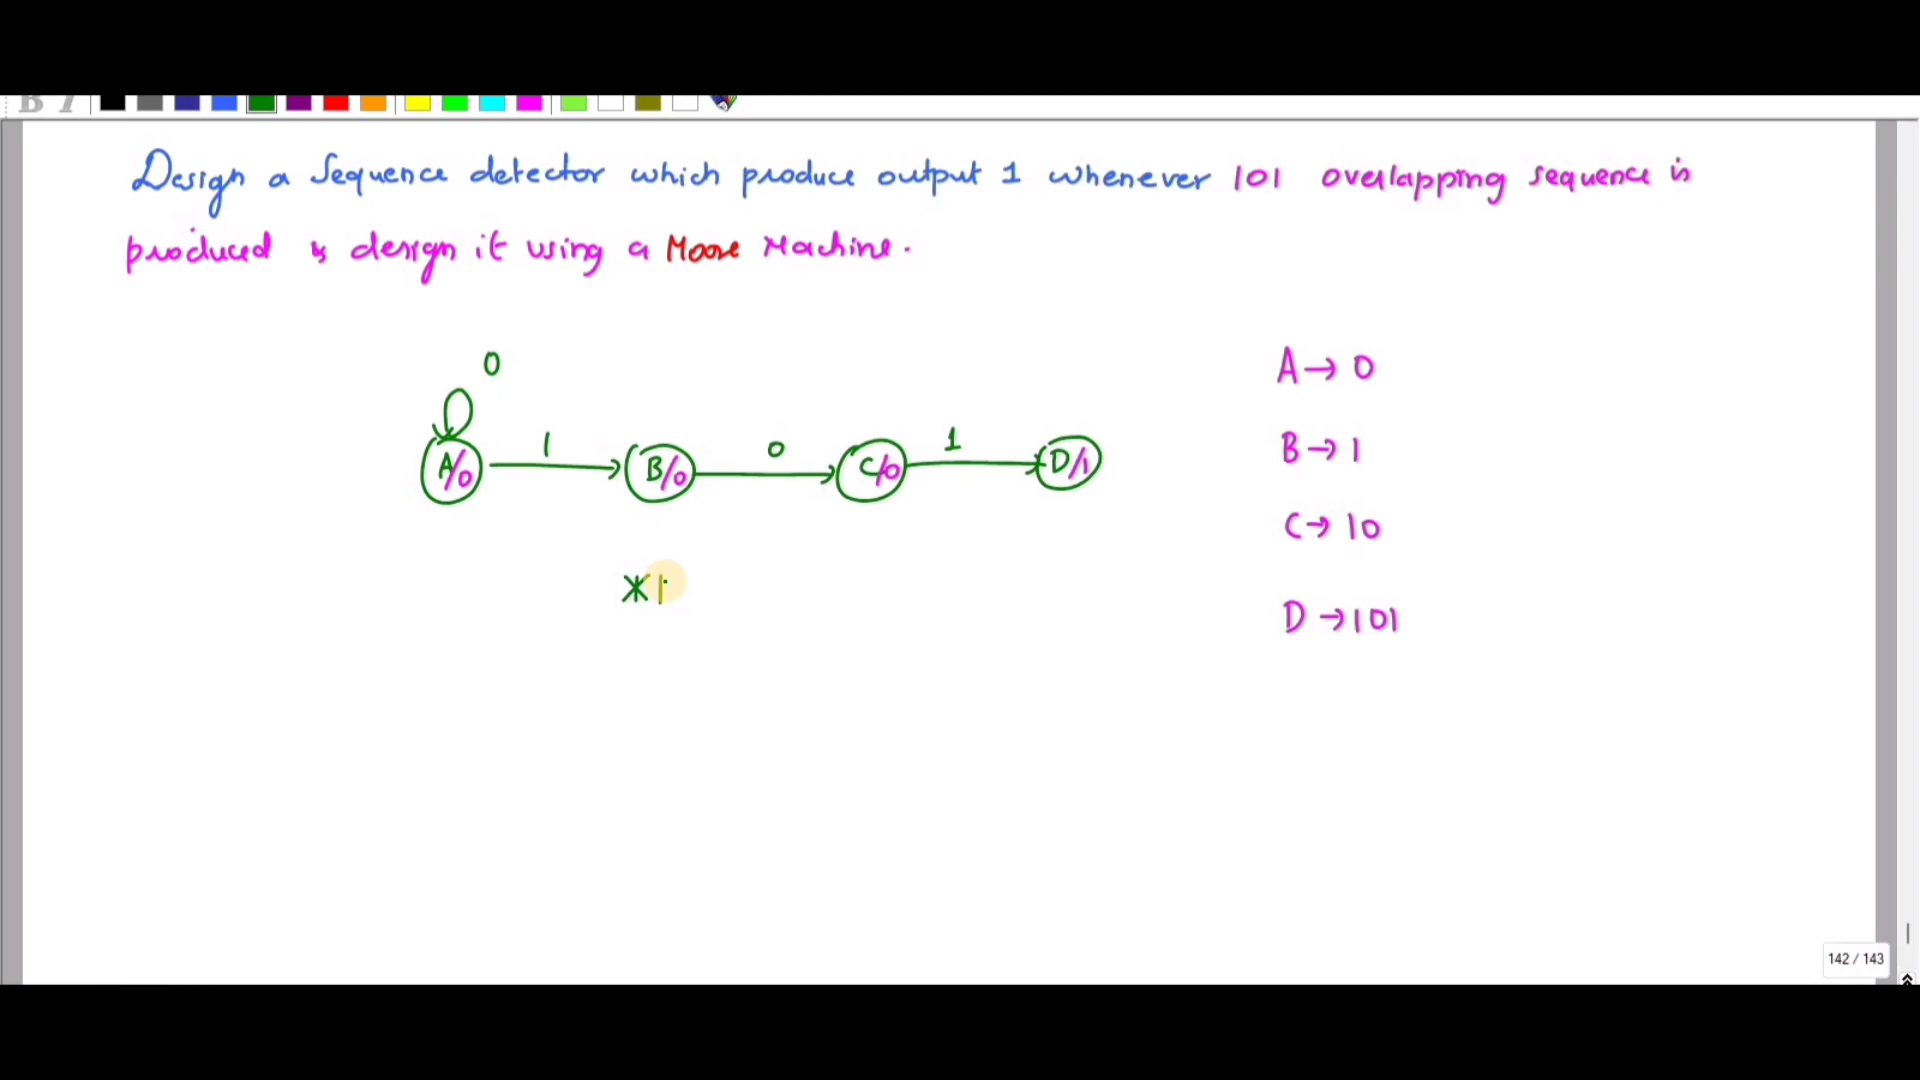 B I
Design a Sequence detector which produce output 1 whenever 101 overlapping sequence is
produced & design it using a Moore Machine.
0
1
0
1
A/0
B/0
C/0
D/1
A → 0
B → 1
C → 10
D → 101
*1
142 / 143